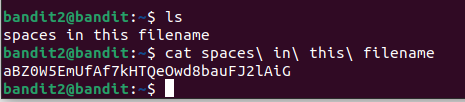 bandit2@bandit:~$ ls
spaces in this filename
bandit2@bandit:~$ cat spaces\ in\ this\ filename
aBZ0W5EmUfAf7kHTQeOwd8bauFJ2lAiG
bandit2@bandit:~$